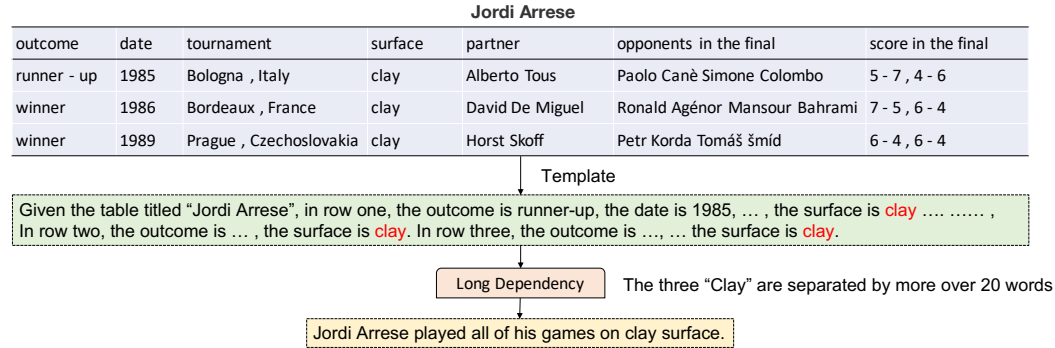 Jordi Arrese
outcome date tournament surface partner opponents in the final score in the final
runner - up 1985 Bologna , Italy clay Alberto Tous Paolo Canè Simone Colombo 5 - 7 , 4 - 6
winner 1986 Bordeaux , France clay David De Miguel Ronald Agénor Mansour Bahrami 7 - 5 , 6 - 4
winner 1989 Prague , Czechoslovakia clay Horst Skoff Petr Korda Tomáš šmíd 6 - 4 , 6 - 4
Template
Given the table titled “Jordi Arrese”, in row one, the outcome is runner-up, the date is 1985, … , the surface is clay …. …… ,
In row two, the outcome is … , the surface is clay. In row three, the outcome is …, … the surface is clay.
Long Dependency
The three “Clay” are separated by more over 20 words
Jordi Arrese played all of his games on clay surface.